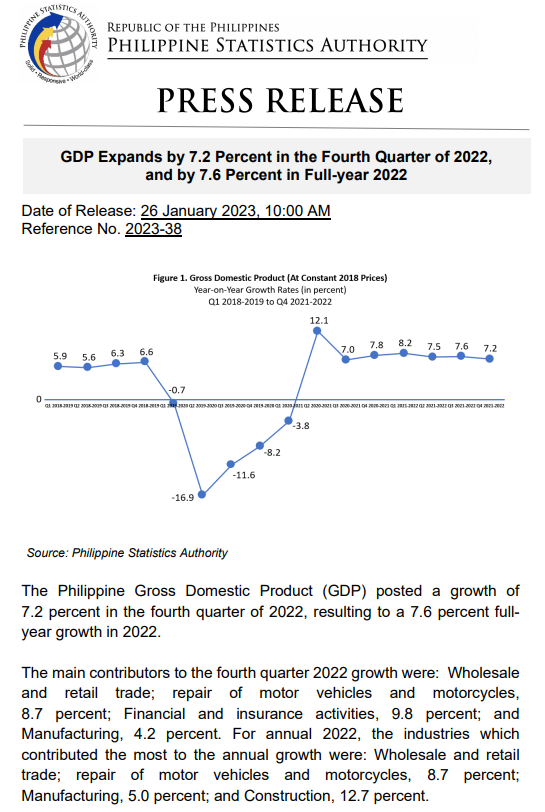 PHILIPPINE STATISTICS AUTHORITY
Solid • Responsive • World-class
REPUBLIC OF THE PHILIPPINES
PHILIPPINE STATISTICS AUTHORITY
PRESS RELEASE
GDP Expands by 7.2 Percent in the Fourth Quarter of 2022,
and by 7.6 Percent in Full-year 2022
Date of Release: 26 January 2023, 10:00 AM
Reference No. 2023-38
Figure 1. Gross Domestic Product (At Constant 2018 Prices)
Year-on-Year Growth Rates (in percent)
Q1 2018-2019 to Q4 2021-2022
12.1
5.9 5.6 6.3 6.6 7.0 7.8 8.2 7.5 7.6 7.2
-0.7
0
Q1 2018-2019 Q2 2018-2019 Q3 2018-2019 Q4 2018-2019 Q1 2019-2020 Q2 2019-2020 Q3 2019-2020 Q4 2019-2020 Q1 2020-2021 Q2 2020-2021 Q3 2020-2021 Q4 2020-2021 Q1 2021-2022 Q2 2021-2022 Q3 2021-2022 Q4 2021-2022
-3.8
-8.2
-11.6
-16.9
Source: Philippine Statistics Authority
The Philippine Gross Domestic Product (GDP) posted a growth of
7.2 percent in the fourth quarter of 2022, resulting to a 7.6 percent full-
year growth in 2022.
The main contributors to the fourth quarter 2022 growth were: Wholesale
and retail trade; repair of motor vehicles and motorcycles,
8.7 percent; Financial and insurance activities, 9.8 percent; and
Manufacturing, 4.2 percent. For annual 2022, the industries which
contributed the most to the annual growth were: Wholesale and retail
trade; repair of motor vehicles and motorcycles, 8.7 percent;
Manufacturing, 5.0 percent; and Construction, 12.7 percent.